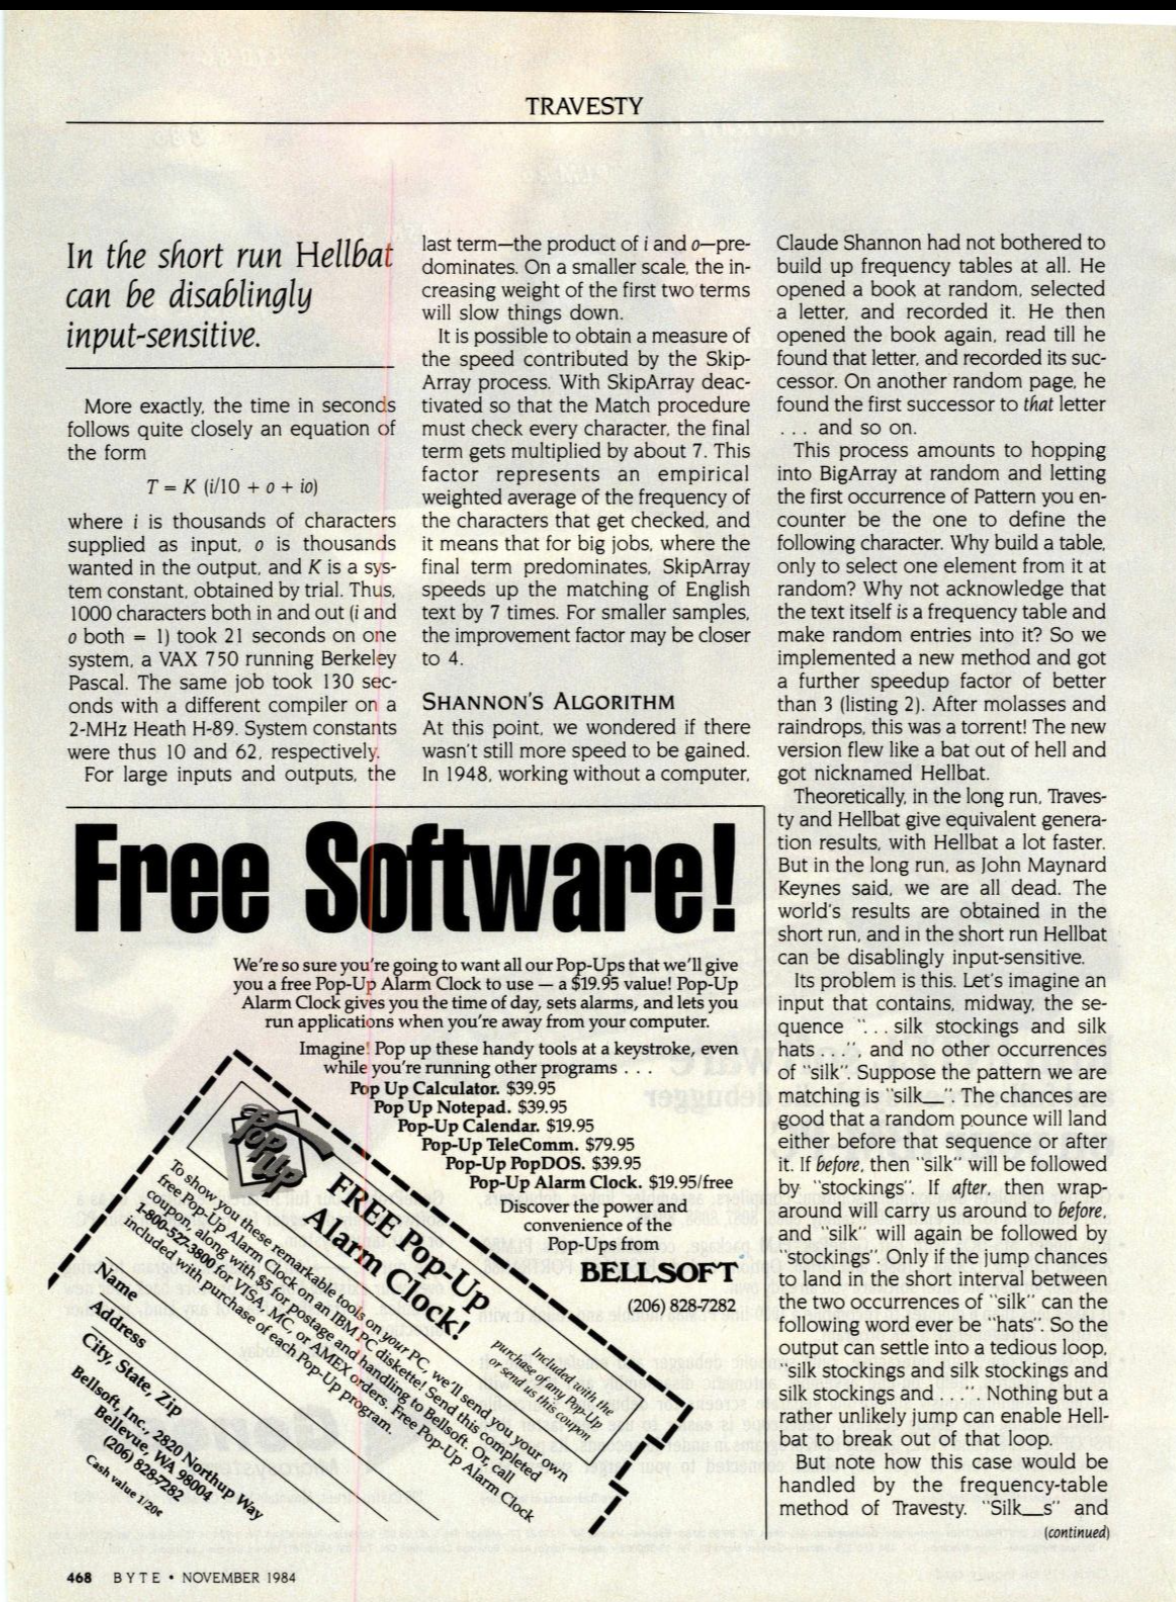 TRAVESTY
In the short run Hellbat
can be disablingly
input-sensitive.
More exactly, the time in seconds
follows quite closely an equation of
the form
T = K (i/10 + o + io)
where i is thousands of characters
supplied as input, o is thousands
wanted in the output, and K is a sys-
tem constant, obtained by trial. Thus,
1000 characters both in and out (i and
o both = 1) took 21 seconds on one
system, a VAX 750 running Berkeley
Pascal. The same job took 130 sec-
onds with a different compiler on a
2-MHz Heath H-89. System constants
were thus 10 and 62, respectively.
For large inputs and outputs, the
last term—the product of i and o—pre-
dominates. On a smaller scale, the in-
creasing weight of the first two terms
will slow things down.
It is possible to obtain a measure of
the speed contributed by the Skip-
Array process. With SkipArray deac-
tivated so that the Match procedure
must check every character, the final
term gets multiplied by about 7. This
factor represents an empirical
weighted average of the frequency of
the characters that get checked, and
it means that for big jobs, where the
final term predominates, SkipArray
speeds up the matching of English
text by 7 times. For smaller samples,
the improvement factor may be closer
to 4.
SHANNON'S ALGORITHM
At this point, we wondered if there
wasn't still more speed to be gained.
In 1948, working without a computer,
Claude Shannon had not bothered to
build up frequency tables at all. He
opened a book at random, selected
a letter, and recorded it. He then
opened the book again, read till he
found that letter, and recorded its suc-
cessor. On another random page, he
found the first successor to that letter
. . . and so on.
This process amounts to hopping
into BigArray at random and letting
the first occurrence of Pattern you en-
counter be the one to define the
following character. Why build a table,
only to select one element from it at
random? Why not acknowledge that
the text itself is a frequency table and
make random entries into it? So we
implemented a new method and got
a further speedup factor of better
than 3 (listing 2). After molasses and
raindrops, this was a torrent! The new
version flew like a bat out of hell and
got nicknamed Hellbat.
Theoretically, in the long run, Traves-
ty and Hellbat give equivalent genera-
tion results, with Hellbat a lot faster.
But in the long run, as John Maynard
Keynes said, we are all dead. The
world's results are obtained in the
short run, and in the short run Hellbat
can be disablingly input-sensitive.
Its problem is this. Let's imagine an
input that contains, midway, the se-
quence ". . . silk stockings and silk
hats . . .", and no other occurrences
of "silk". Suppose the pattern we are
matching is "silk__". The chances are
good that a random pounce will land
either before that sequence or after
it. If before, then "silk" will be followed
by "stockings". If after, then wrap-
around will carry us around to before,
and "silk" will again be followed by
"stockings". Only if the jump chances
to land in the short interval between
the two occurrences of "silk" can the
following word ever be "hats". So the
output can settle into a tedious loop,
"silk stockings and silk stockings and
silk stockings and . . .". Nothing but a
rather unlikely jump can enable Hell-
bat to break out of that loop.
But note how this case would be
handled by the frequency-table
method of Travesty. "Silk__s" and
(continued)
Free Software!
We're so sure you're going to want all our Pop-Ups that we'll give
you a free Pop-Up Alarm Clock to use — a $19.95 value! Pop-Up
Alarm Clock gives you the time of day, sets alarms, and lets you
run applications when you're away from your computer.
Imagine! Pop up these handy tools at a keystroke, even
while you're running other programs . . .
Pop Up Calculator. $39.95
Pop Up Notepad. $39.95
Pop-Up Calendar. $19.95
Pop-Up TeleComm. $79.95
Pop-Up PopDOS. $39.95
Pop-Up Alarm Clock. $19.95/free
Discover the power and
convenience of the
Pop-Ups from
BELLSOFT
(206) 828-7282
Pop Up
FREE Pop-Up
Alarm Clock!
Included with the
purchase of any Pop-Up
or send us this coupon
To show you these remarkable tools on your PC, we'll send you your own
free Pop-Up Alarm Clock on an IBM PC diskette! Send this completed
coupon, along with $5 for postage and handling to Bellsoft. Or, call
1-800-527-3800 for VISA, MC, or AMEX orders. Free Pop-Up Alarm Clock
included with purchase of each Pop-Up program.
Name
Address
City, State, Zip
Bellsoft, Inc., 2820 Northup Way
Bellevue, WA 98004
(206) 828-7282
Cash value 1/20¢
468 BYTE • NOVEMBER 1984